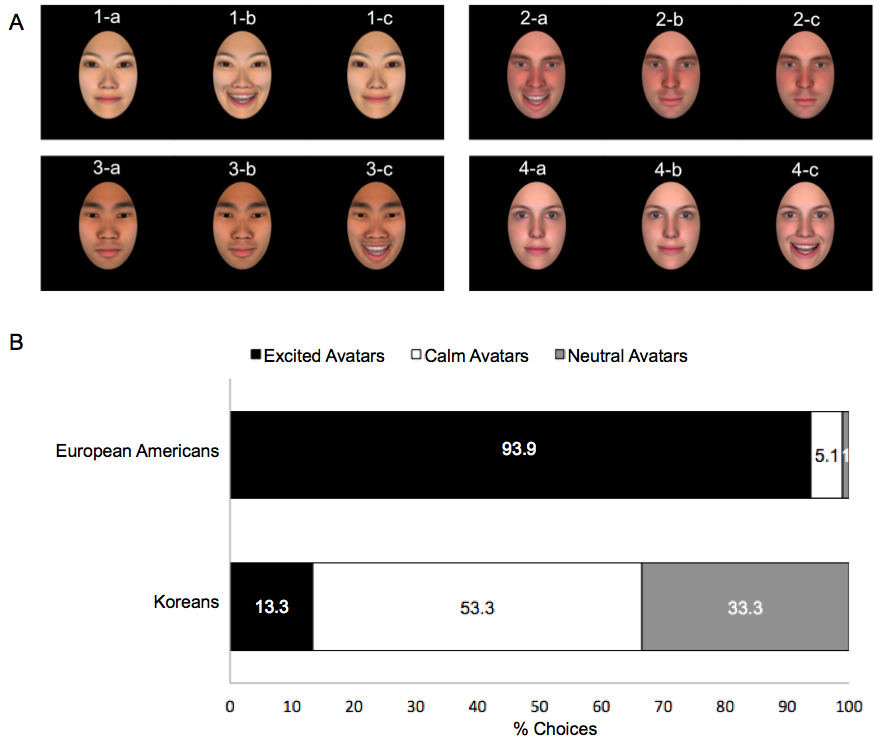 A
1-a 1-b 1-c
2-a 2-b 2-c
3-a 3-b 3-c
4-a 4-b 4-c
B
Excited Avatars Calm Avatars Neutral Avatars
European Americans 93.9 5.1 1
Koreans 13.3 53.3 33.3
0 10 20 30 40 50 60 70 80 90 100
% Choices